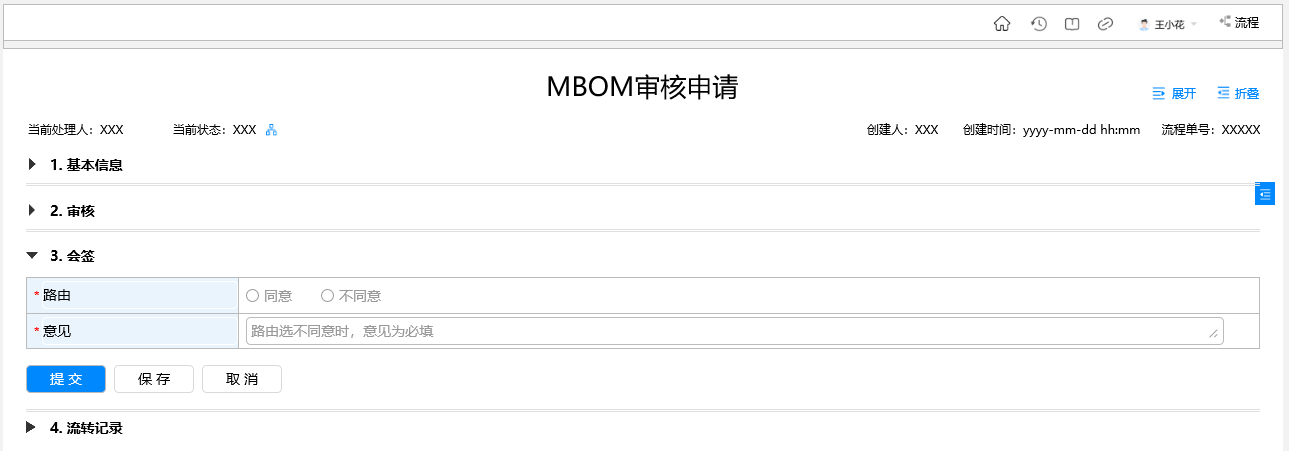 王小花 流程
MBOM审核申请
展开 折叠
当前处理人：XXX 当前状态：XXX 创建人：XXX 创建时间：yyyy-mm-dd hh:mm 流程单号：XXXXX
1. 基本信息
2. 审核
3. 会签
* 路由 同意 不同意
* 意见 路由选不同意时，意见为必填
提 交 保 存 取 消
4. 流转记录